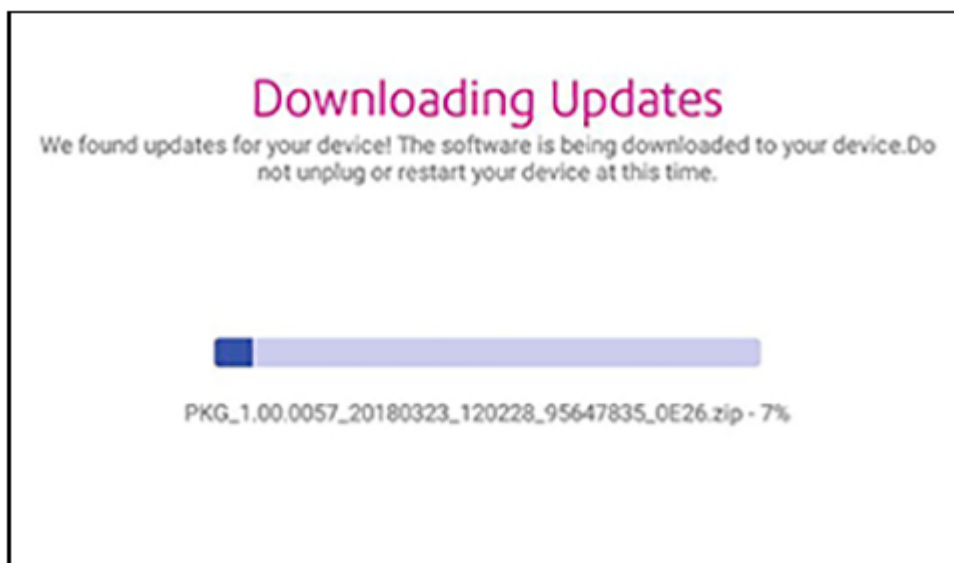 Downloading Updates
We found updates for your device! The software is being downloaded to your device.Do
not unplug or restart your device at this time.
PKG_1.00.0057_20180323_120228_95647835_0E26.zip - 7%